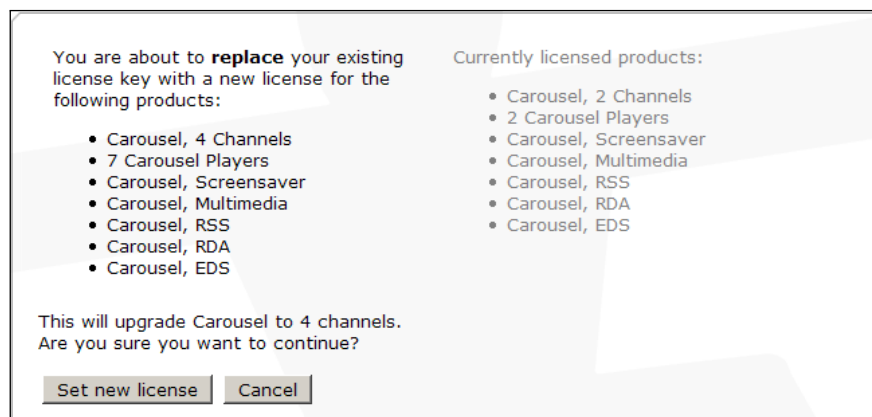 You are about to replace your existing
license key with a new license for the
following products:
• Carousel, 4 Channels
• 7 Carousel Players
• Carousel, Screensaver
• Carousel, Multimedia
• Carousel, RSS
• Carousel, RDA
• Carousel, EDS
Currently licensed products:
• Carousel, 2 Channels
• 2 Carousel Players
• Carousel, Screensaver
• Carousel, Multimedia
• Carousel, RSS
• Carousel, RDA
• Carousel, EDS
This will upgrade Carousel to 4 channels.
Are you sure you want to continue?
Set new license
Cancel